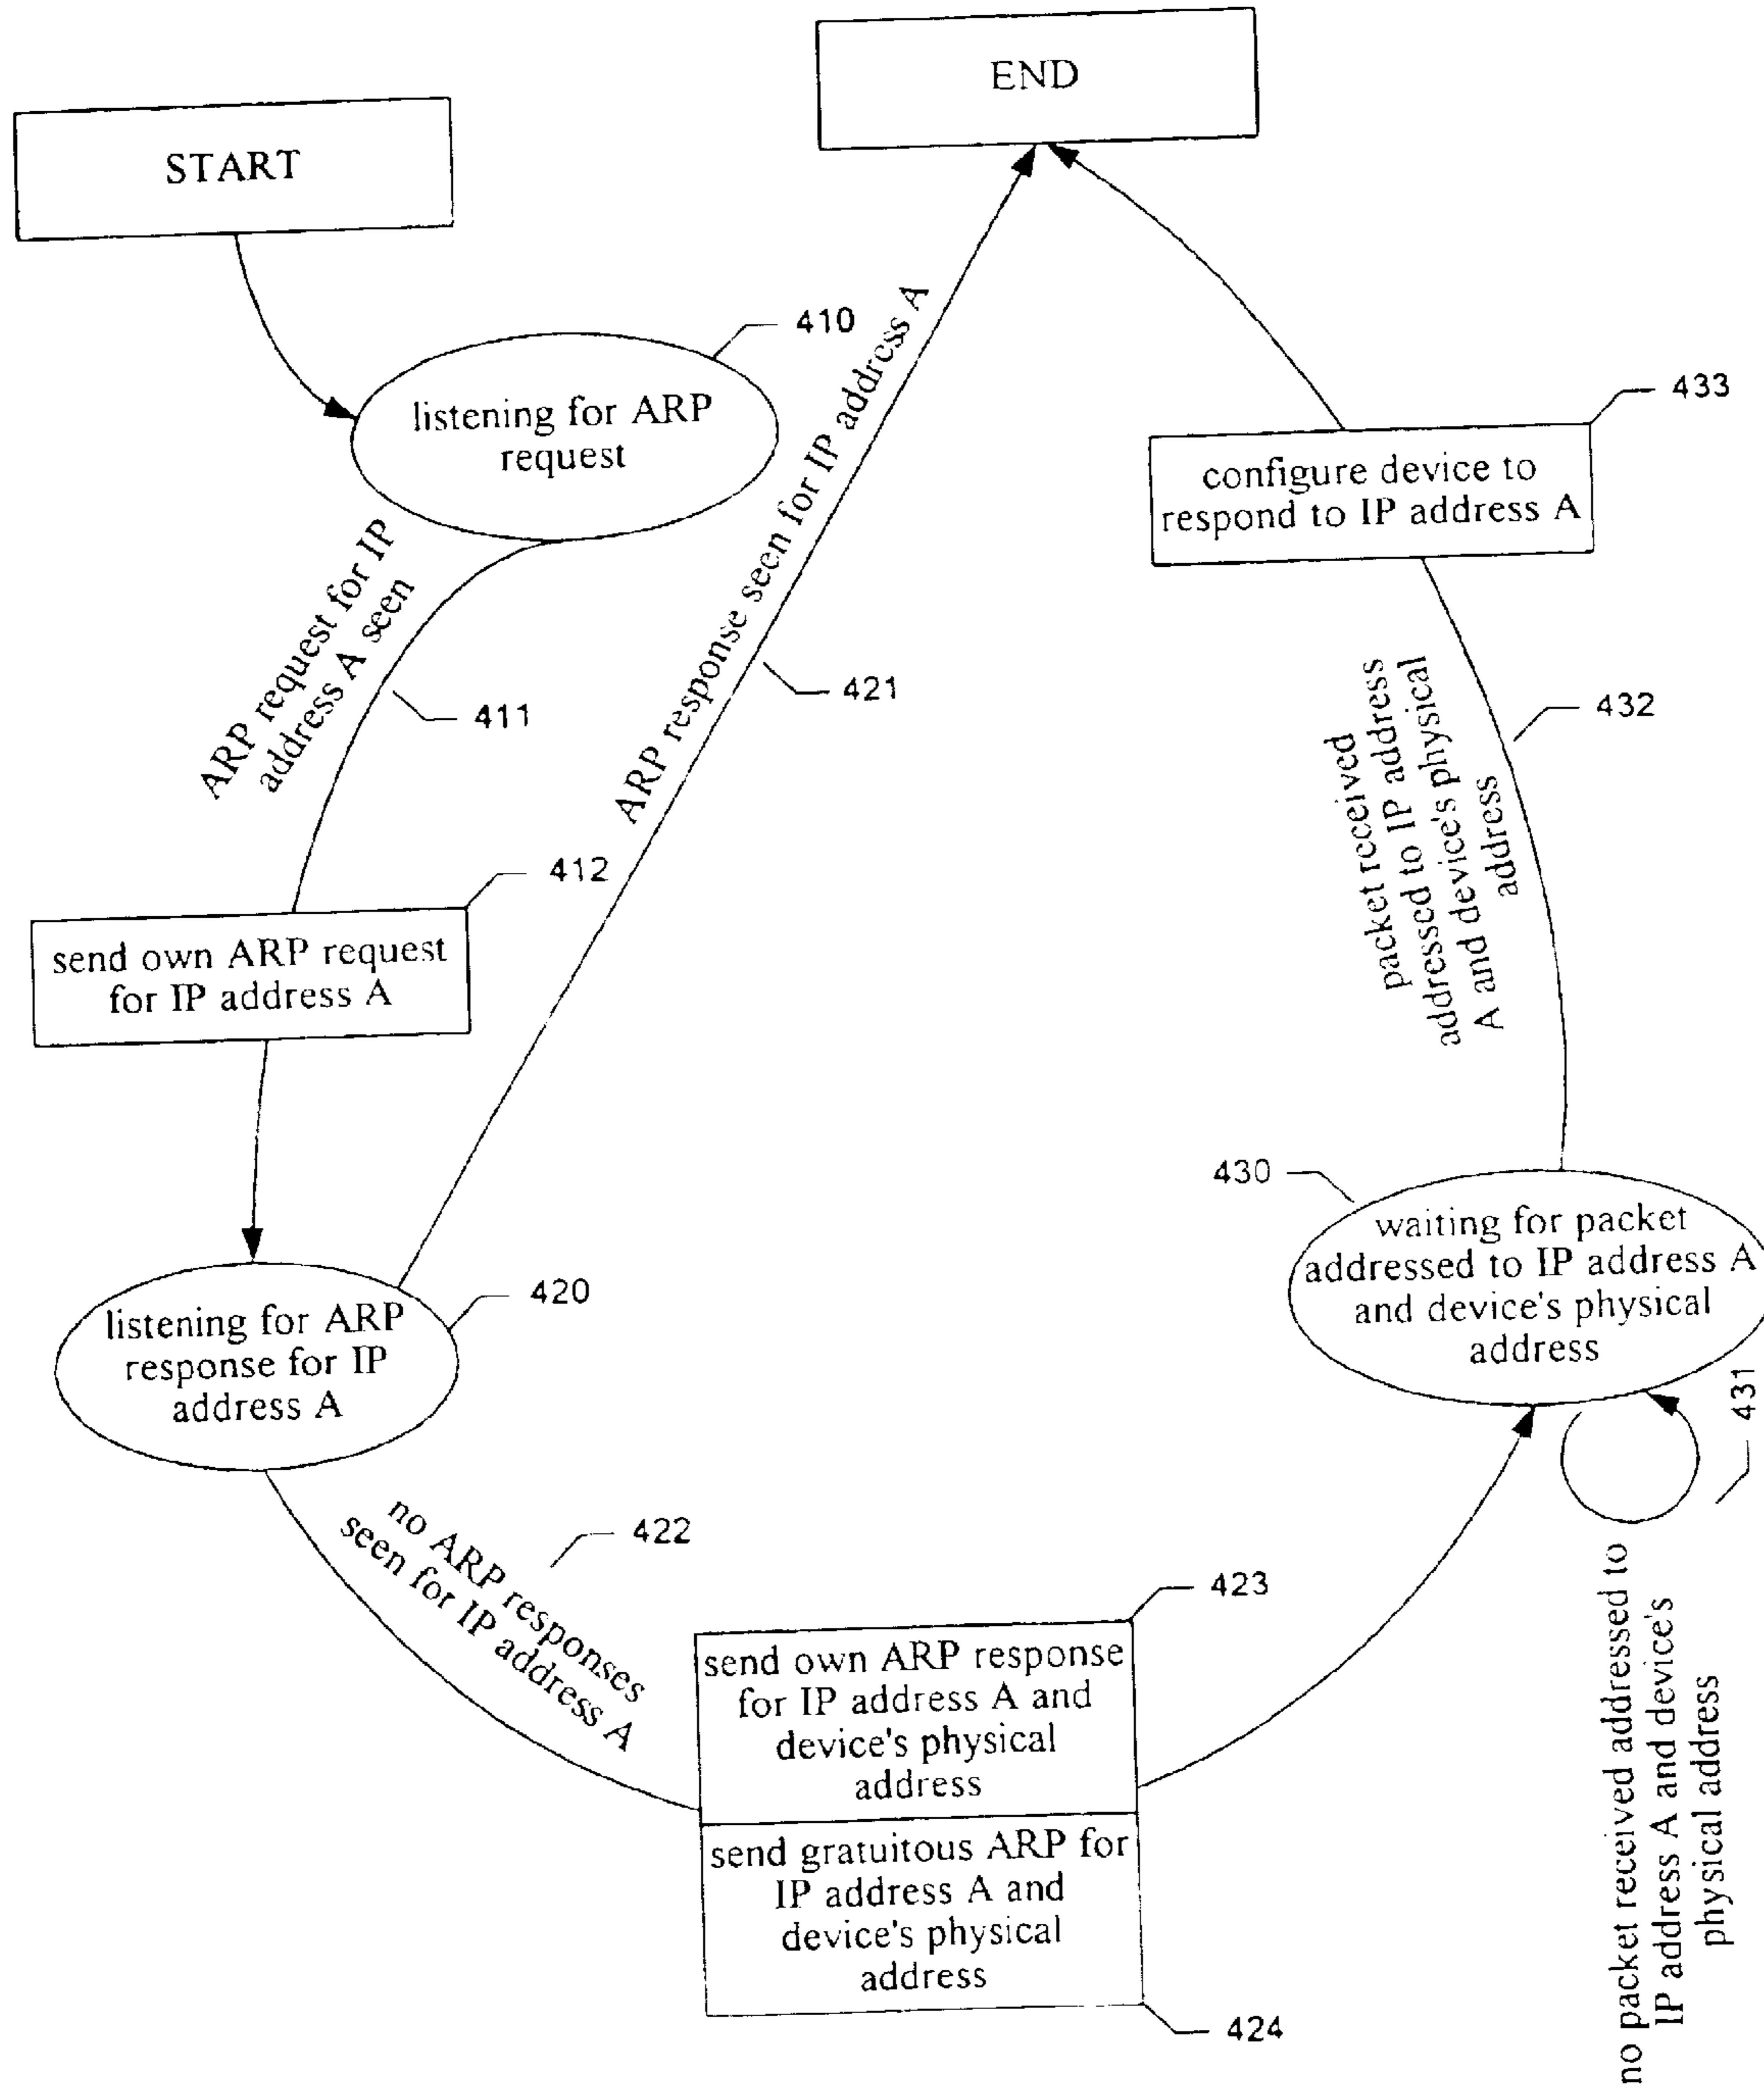 END
START
410
listening for ARP
request
ARP request for IP
address A seen
411
ARP response seen for IP address A
421
433
configure device to
respond to IP address A
packet received
addressed to IP address
A and device's physical
address
432
412
send own ARP request
for IP address A
430
waiting for packet
addressed to IP address A
and device's physical
address
420
listening for ARP
response for IP
address A
431
no ARP responses
seen for IP address A
422
423
send own ARP response
for IP address A and
device's physical
address
send gratuitous ARP for
IP address A and
device's physical
address
424
no packet received addressed to
IP address A and device's
physical address